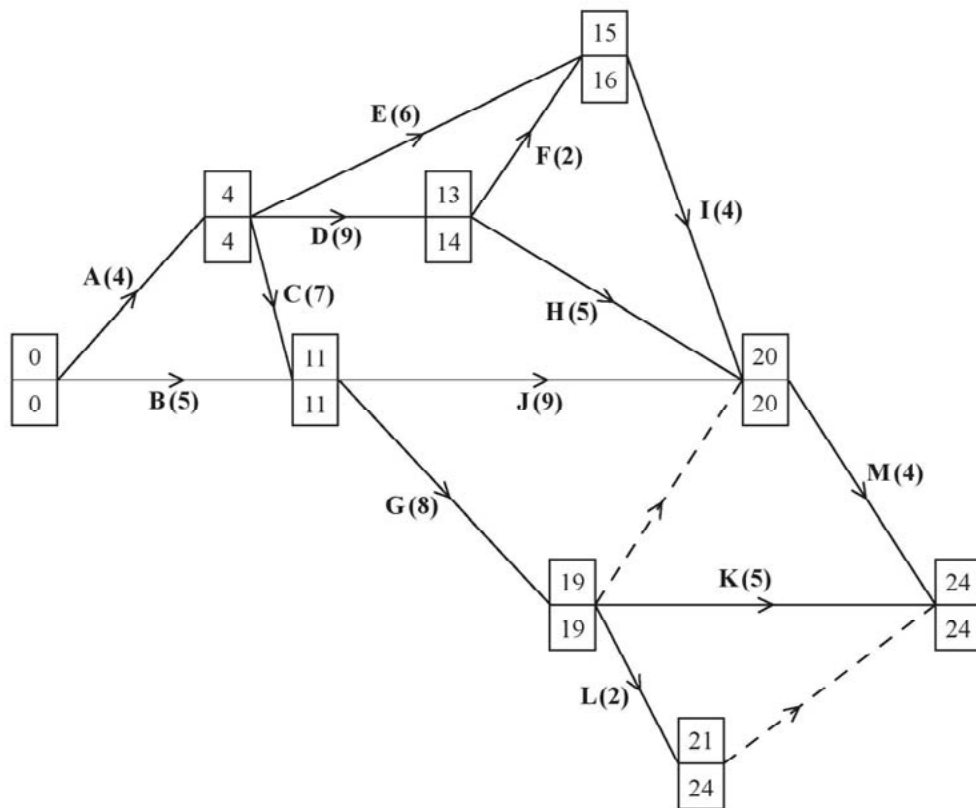 15
16
E(6)
F(2)
4
4
13
14
D(9)
I(4)
A(4)
C(7)
H(5)
0
0
11
11
20
20
B(5)
J(9)
M(4)
G(8)
19
19
K(5)
24
24
L(2)
21
24